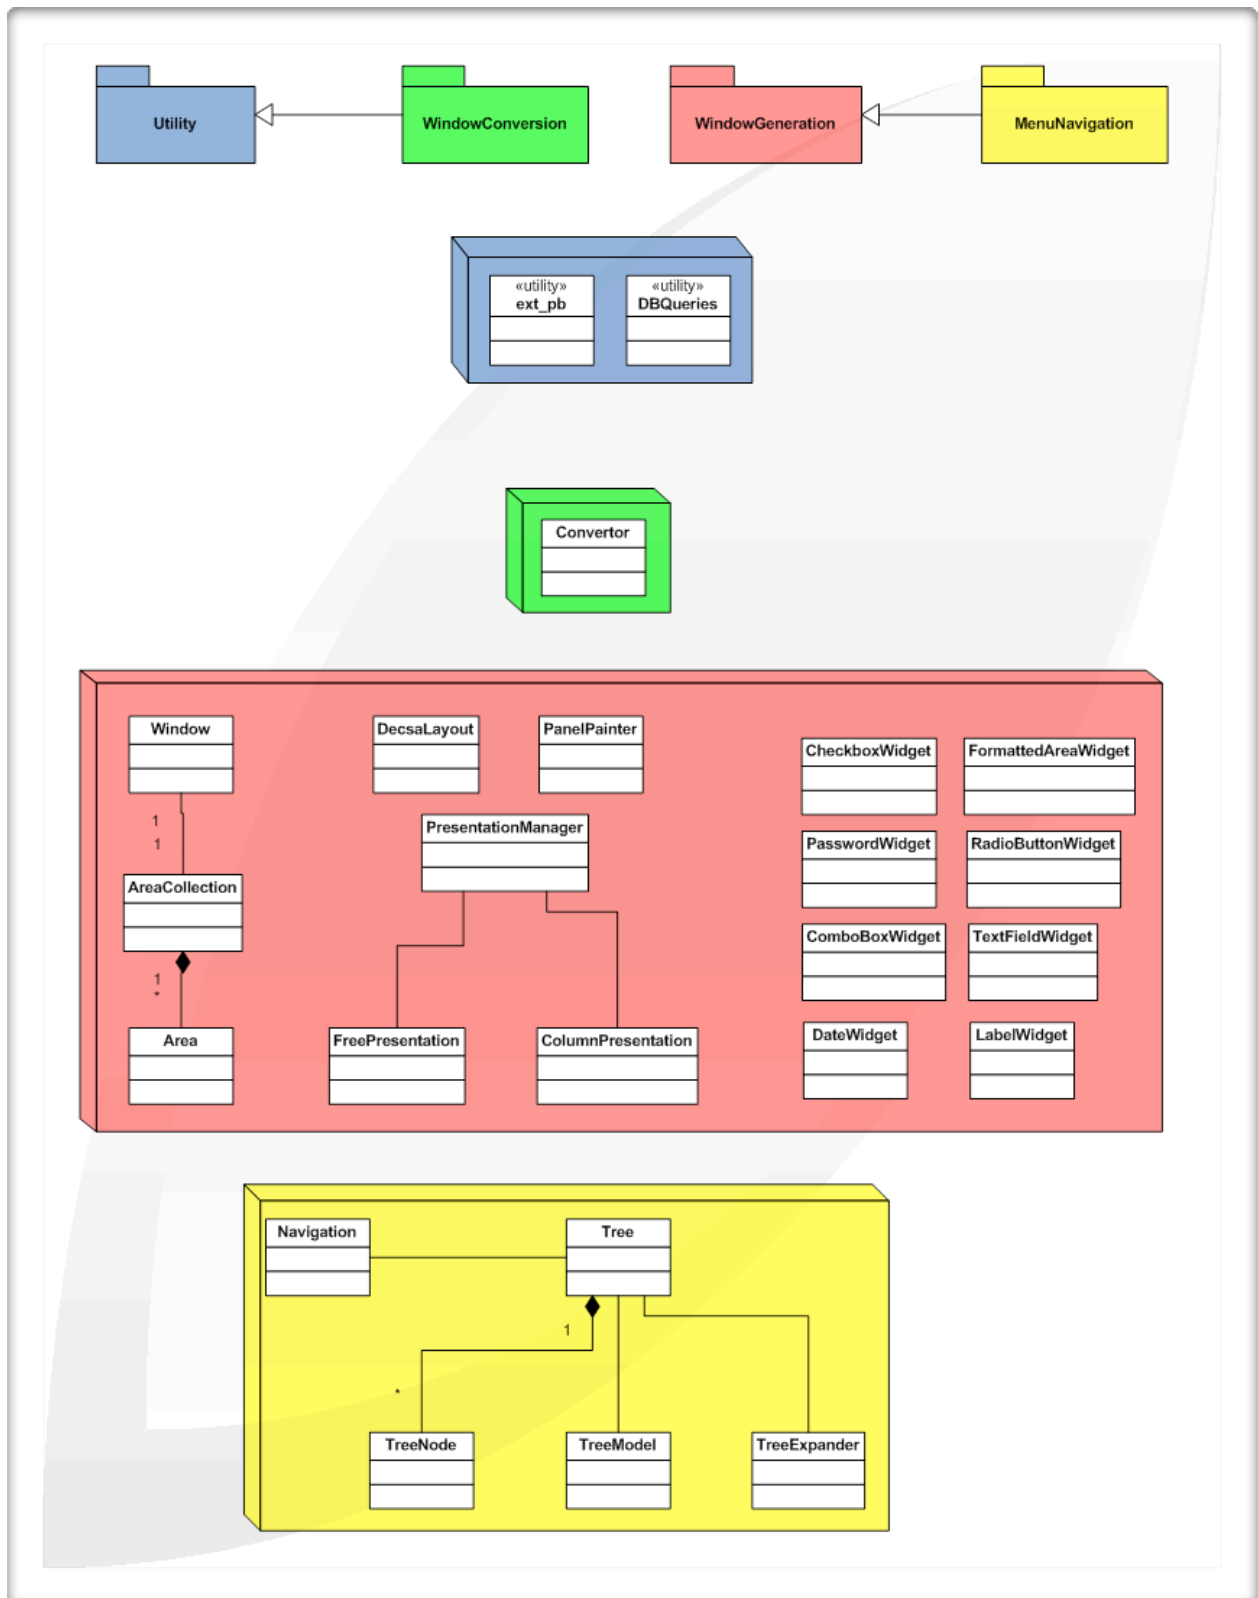 Utility
WindowConversion
WindowGeneration
MenuNavigation
«utility»
ext_pb
«utility»
DBQueries
Convertor
Window
DecsaLayout
PanelPainter
CheckboxWidget
FormattedAreaWidget
1
1
PresentationManager
PasswordWidget
RadioButtonWidget
AreaCollection
ComboBoxWidget
TextFieldWidget
1
*
Area
FreePresentation
ColumnPresentation
DateWidget
LabelWidget
Navigation
Tree
1
*
TreeNode
TreeModel
TreeExpander